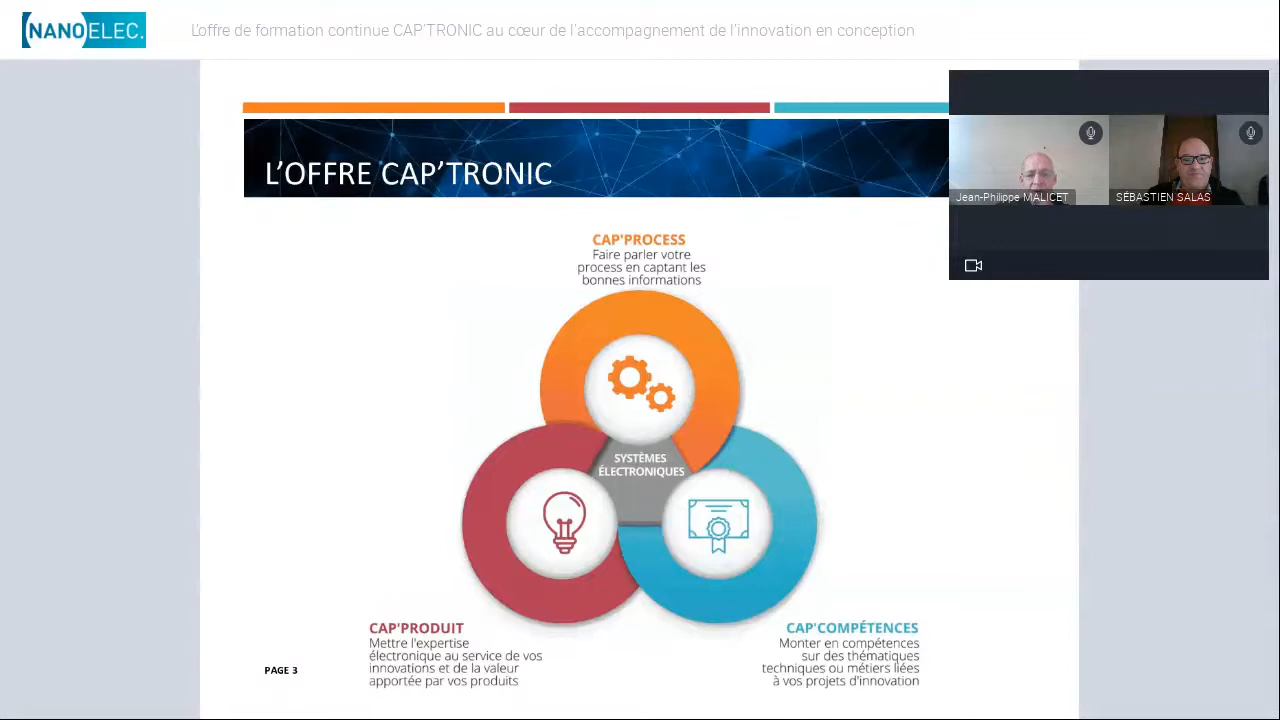 NANOELEC.
L'offre de formation continue CAP'TRONIC au cœur de l'accompagnement de l'innovation en conception
L'OFFRE CAP'TRONIC
Jean-Philippe MALICET
SÉBASTIEN SALAS
CAP'PROCESS
Faire parler votre
process en captant les
bonnes informations
SYSTÈMES
ÉLECTRONIQUES
CAP'PRODUIT
Mettre l'expertise
électronique au service de vos
innovations et de la valeur
apportée par vos produits
CAP'COMPÉTENCES
Monter en compétences
sur des thématiques
techniques ou métiers liées
à vos projets d'innovation
PAGE 3